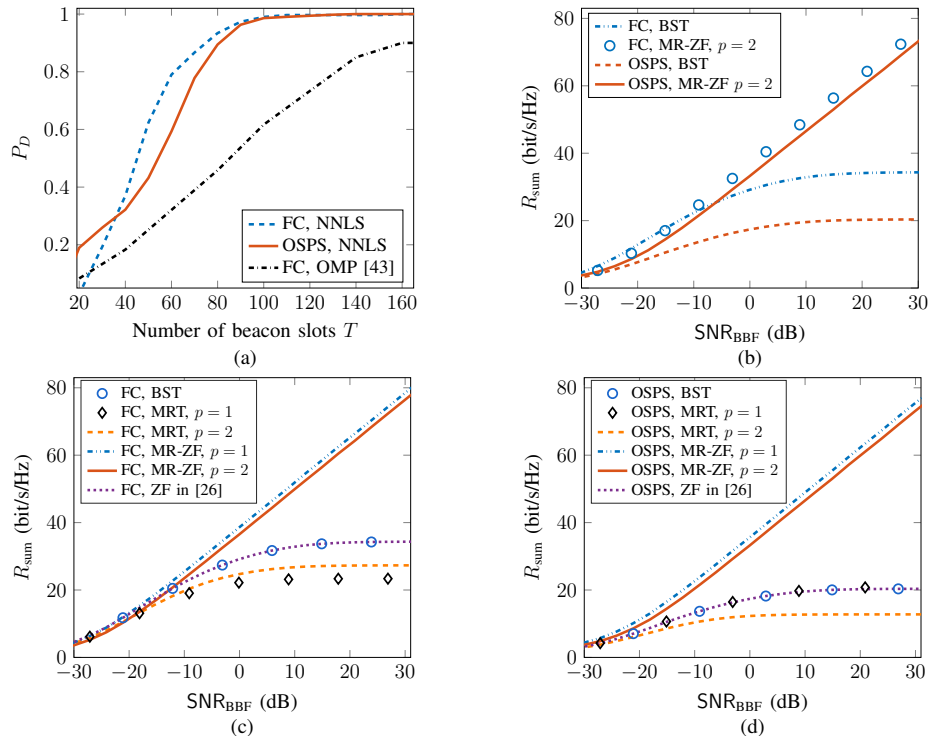 1
0.8
0.6
0.4
0.2
P_D
FC, NNLS
OSPS, NNLS
FC, OMP [43]
20 40 60 80 100 120 140 160
Number of beacon slots T
(a)
80
60
40
20
0
R_sum (bit/s/Hz)
FC, BST
FC, MR-ZF, p = 2
OSPS, BST
OSPS, MR-ZF p = 2
−30 −20 −10 0 10 20 30
SNR_BBF (dB)
(b)
80
60
40
20
0
R_sum (bit/s/Hz)
FC, BST
FC, MRT, p = 1
FC, MRT, p = 2
FC, MR-ZF, p = 1
FC, MR-ZF, p = 2
FC, ZF in [26]
−30 −20 −10 0 10 20 30
SNR_BBF (dB)
(c)
80
60
40
20
0
R_sum (bit/s/Hz)
OSPS, BST
OSPS, MRT, p = 1
OSPS, MRT, p = 2
OSPS, MR-ZF, p = 1
OSPS, MR-ZF, p = 2
OSPS, ZF in [26]
−30 −20 −10 0 10 20 30
SNR_BBF (dB)
(d)